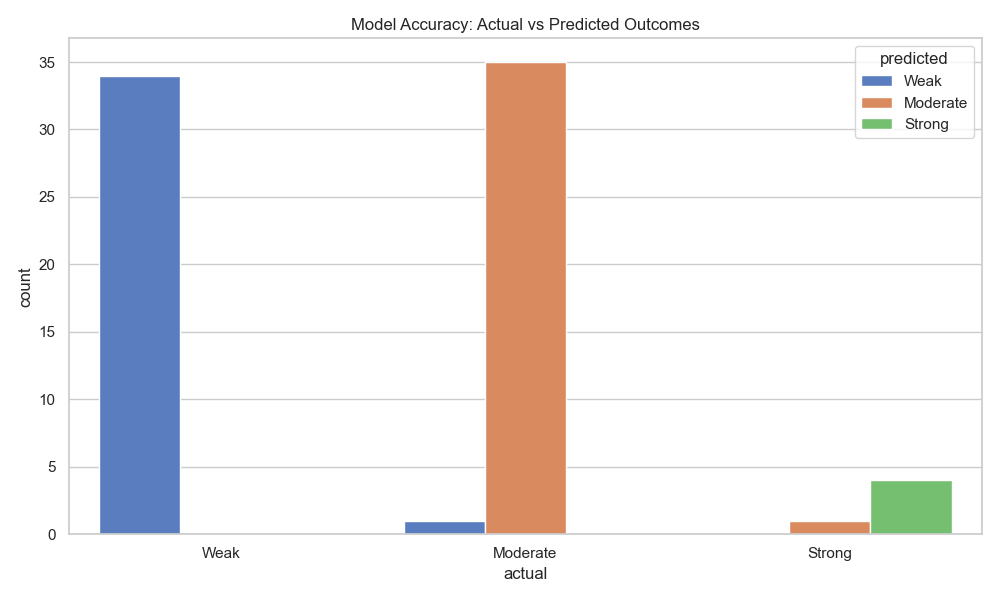 Model Accuracy: Actual vs Predicted Outcomes
predicted
Weak
Moderate
Strong
count
35
30
25
20
15
10
5
0
Weak Moderate Strong
actual